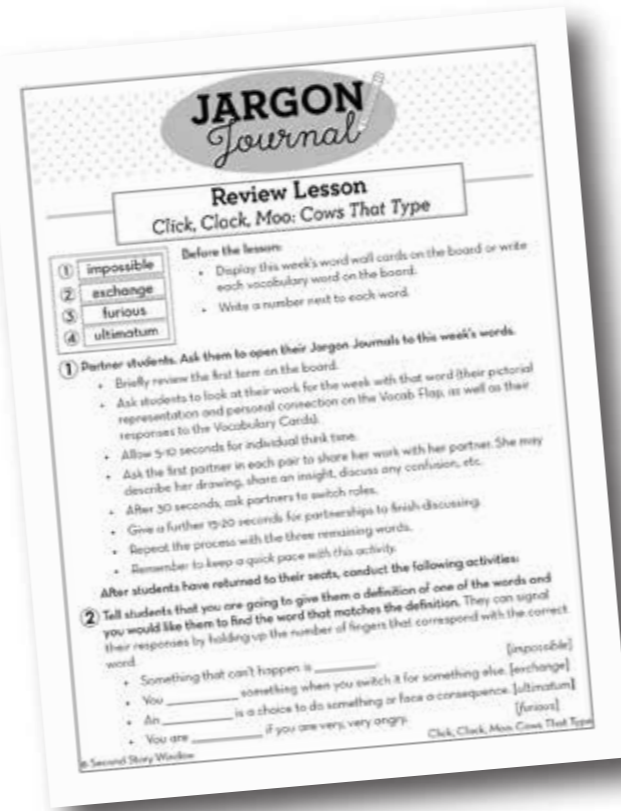 JARGON
Journal
Review Lesson
Click, Clack, Moo: Cows That Type
① impossible
② exchange
③ furious
④ ultimatum
Before the lesson:
• Display this week's word wall cards on the board or write
each vocabulary word on the board.
• Write a number next to each word.
① Partner students. Ask them to open their Jargon Journals to this week's words.
• Briefly review the first term on the board.
• Ask students to look at their work for the week with that word (their pictorial
representation and personal connection on the Vocab Flap, as well as their
responses to the Vocabulary Cards).
• Allow 5-10 seconds for individual think time.
• Ask the first partner in each pair to share her work with her partner. She may
describe her drawing, share an insight, discuss any confusion, etc.
• After 30 seconds, ask partners to switch roles.
• Give a further 15-20 seconds for partnerships to finish discussing.
• Repeat the process with the three remaining words.
• Remember to keep a quick pace with this activity.
After students have returned to their seats, conduct the following activities:
② Tell students that you are going to give them a definition of one of the words and
you would like them to find the word that matches the definition. They can signal
their responses by holding up the number of fingers that correspond with the correct
word.
• Something that can't happen is ________. [impossible]
• You ________ something when you switch it for something else. [exchange]
• An ________ is a choice to do something or face a consequence. [ultimatum]
• You are ________ if you are very, very angry. [furious]
© Second Story Window
Click, Clack, Moo: Cows That Type